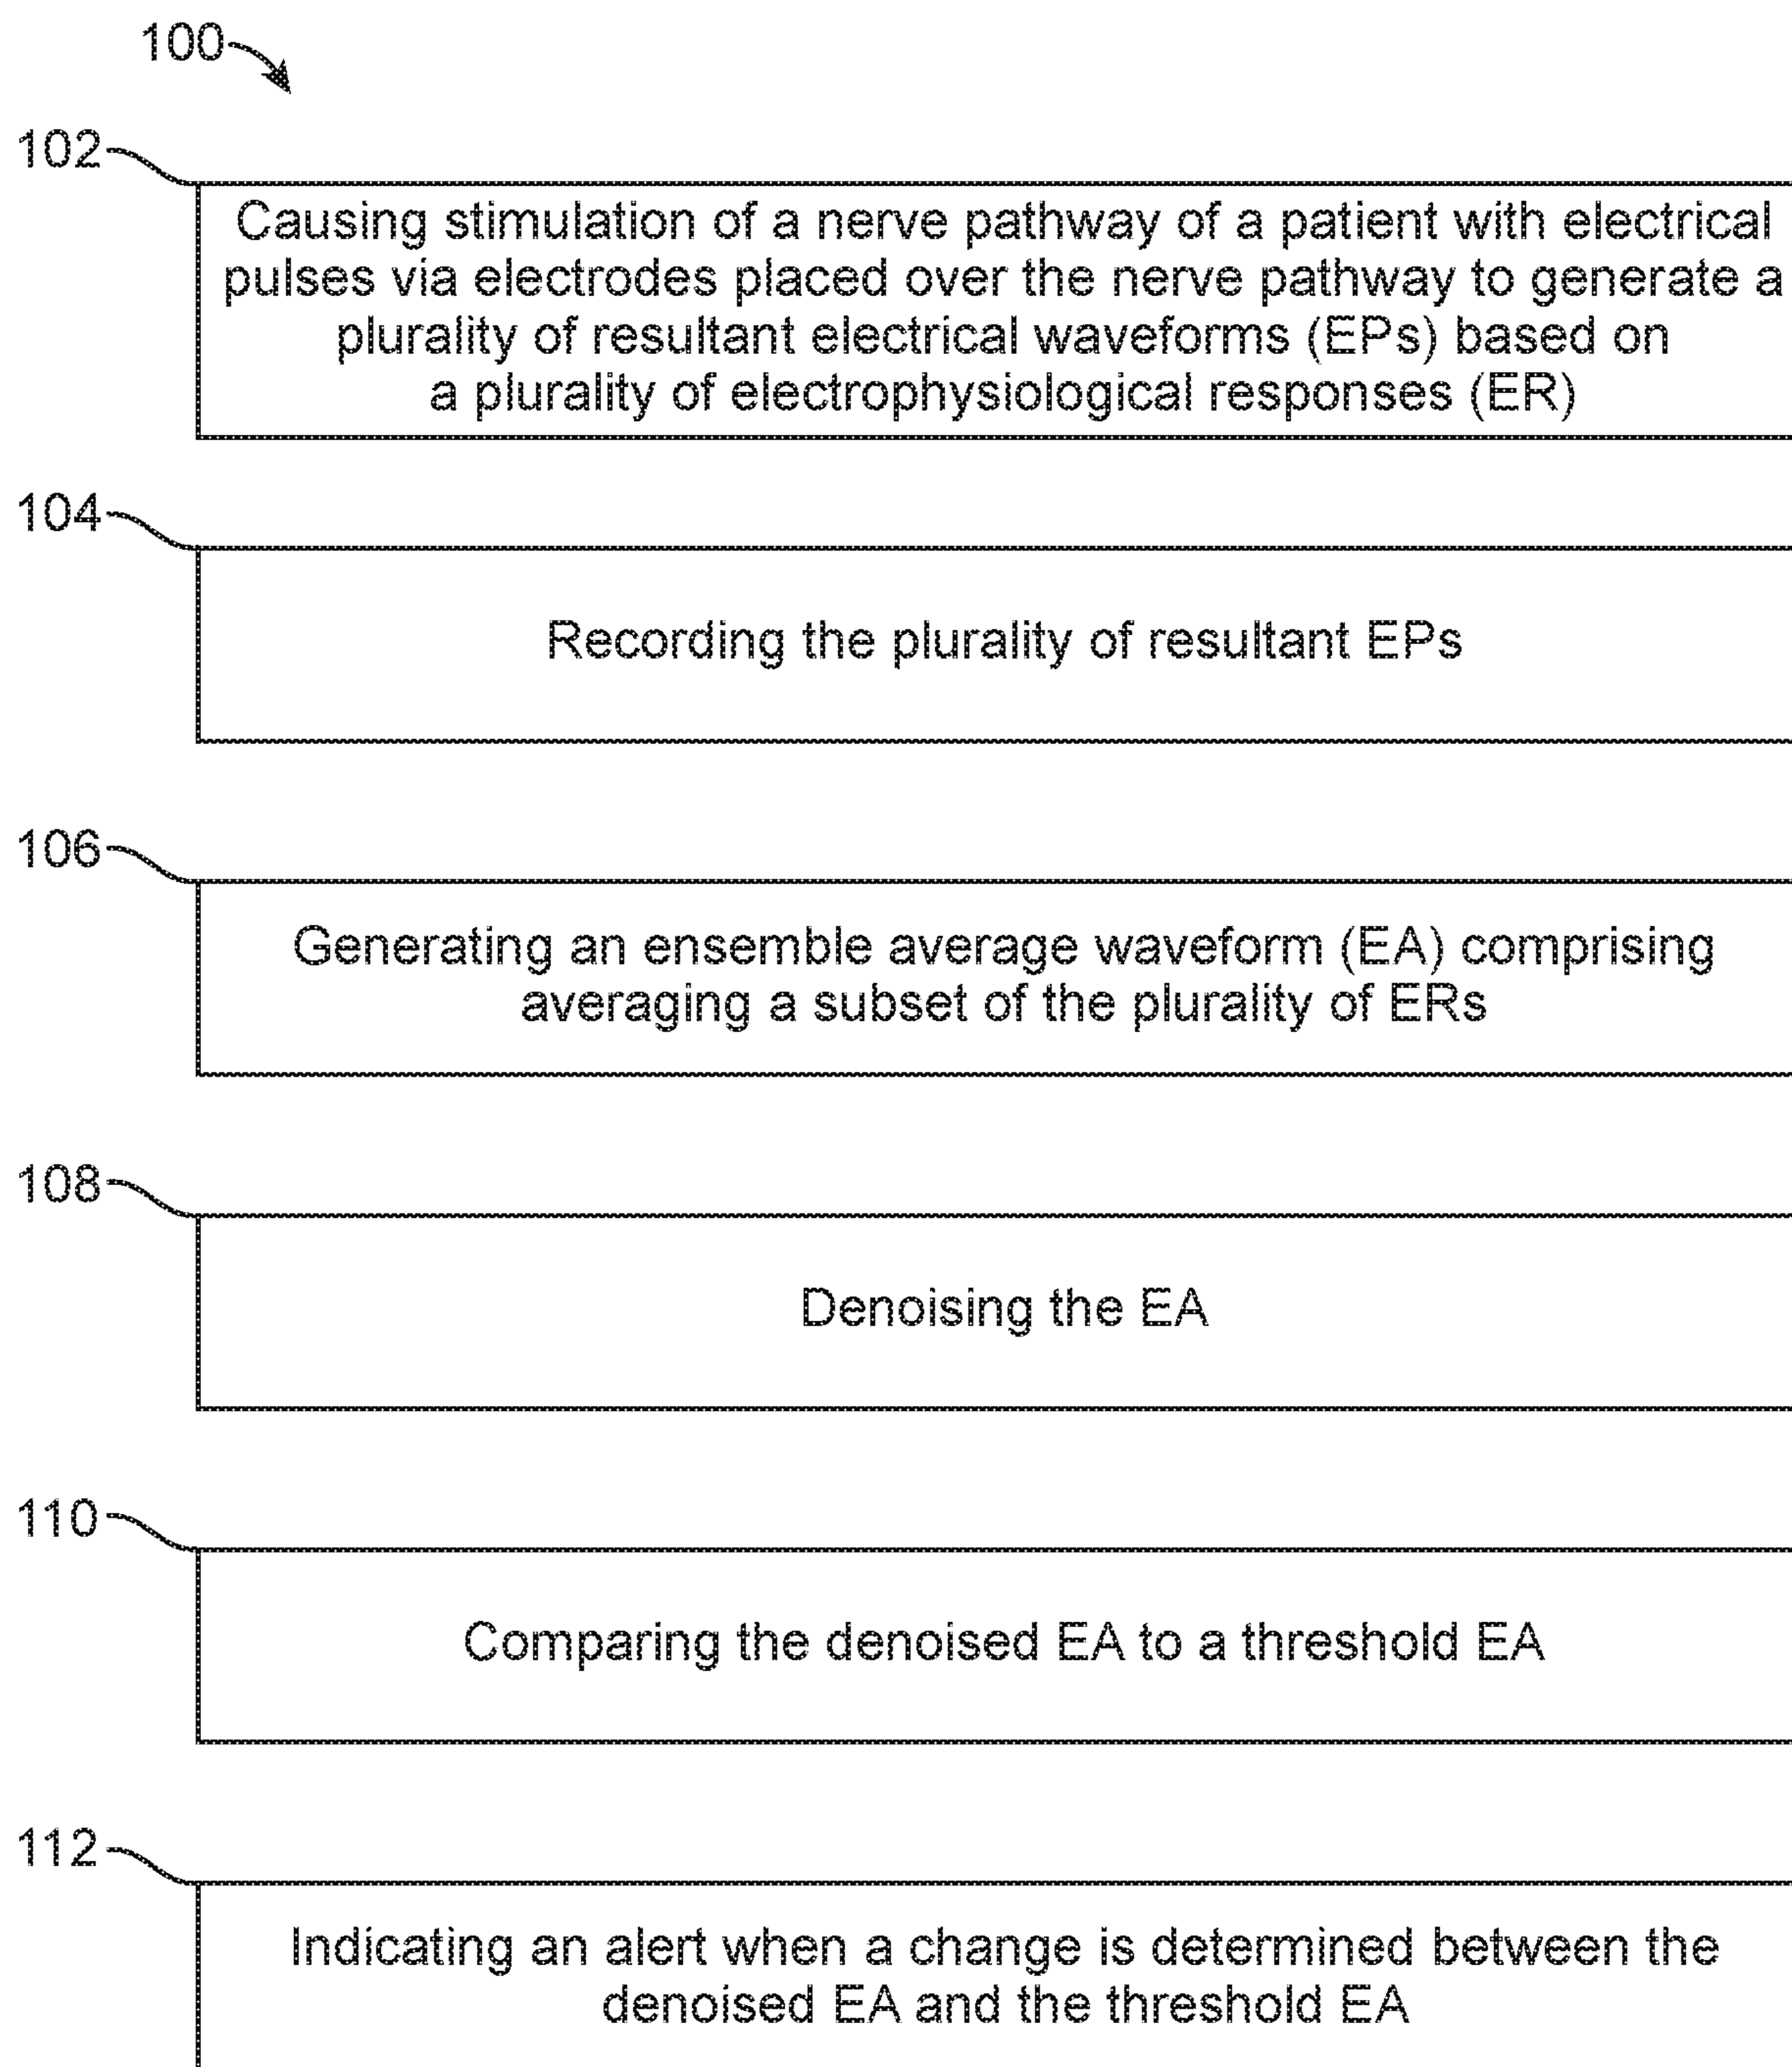 100
102
Causing stimulation of a nerve pathway of a patient with electrical
pulses via electrodes placed over the nerve pathway to generate a
plurality of resultant electrical waveforms (EPs) based on
a plurality of electrophysiological responses (ER)
104
Recording the plurality of resultant EPs
106
Generating an ensemble average waveform (EA) comprising
averaging a subset of the plurality of ERs
108
Denoising the EA
110
Comparing the denoised EA to a threshold EA
112
Indicating an alert when a change is determined between the
denoised EA and the threshold EA